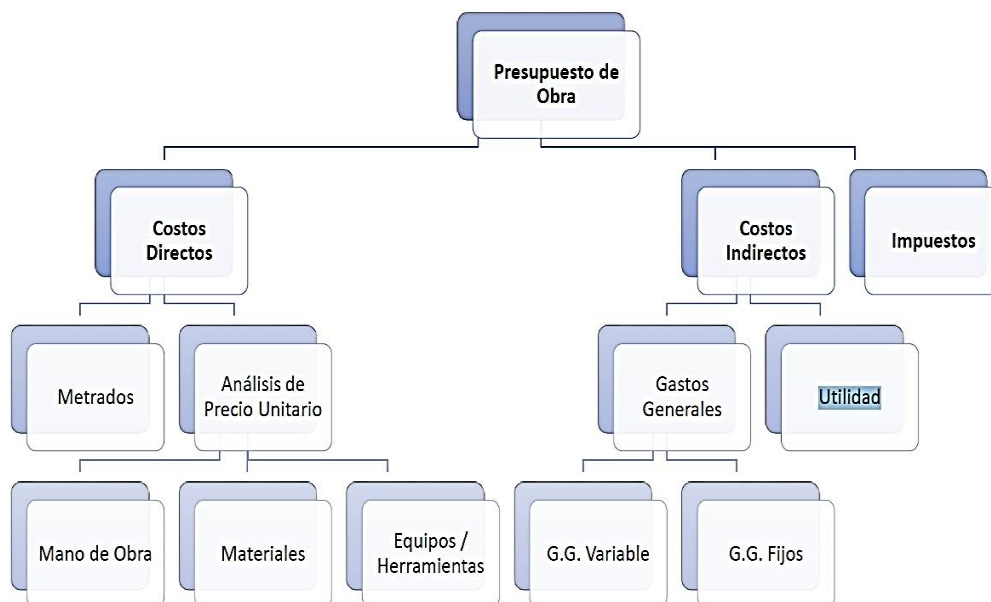 Presupuesto de
Obra
Costos
Directos
Costos
Indirectos
Impuestos
Metrados
Análisis de
Precio Unitario
Gastos
Generales
Utilidad
Mano de Obra
Materiales
Equipos /
Herramientas
G.G. Variable
G.G. Fijos